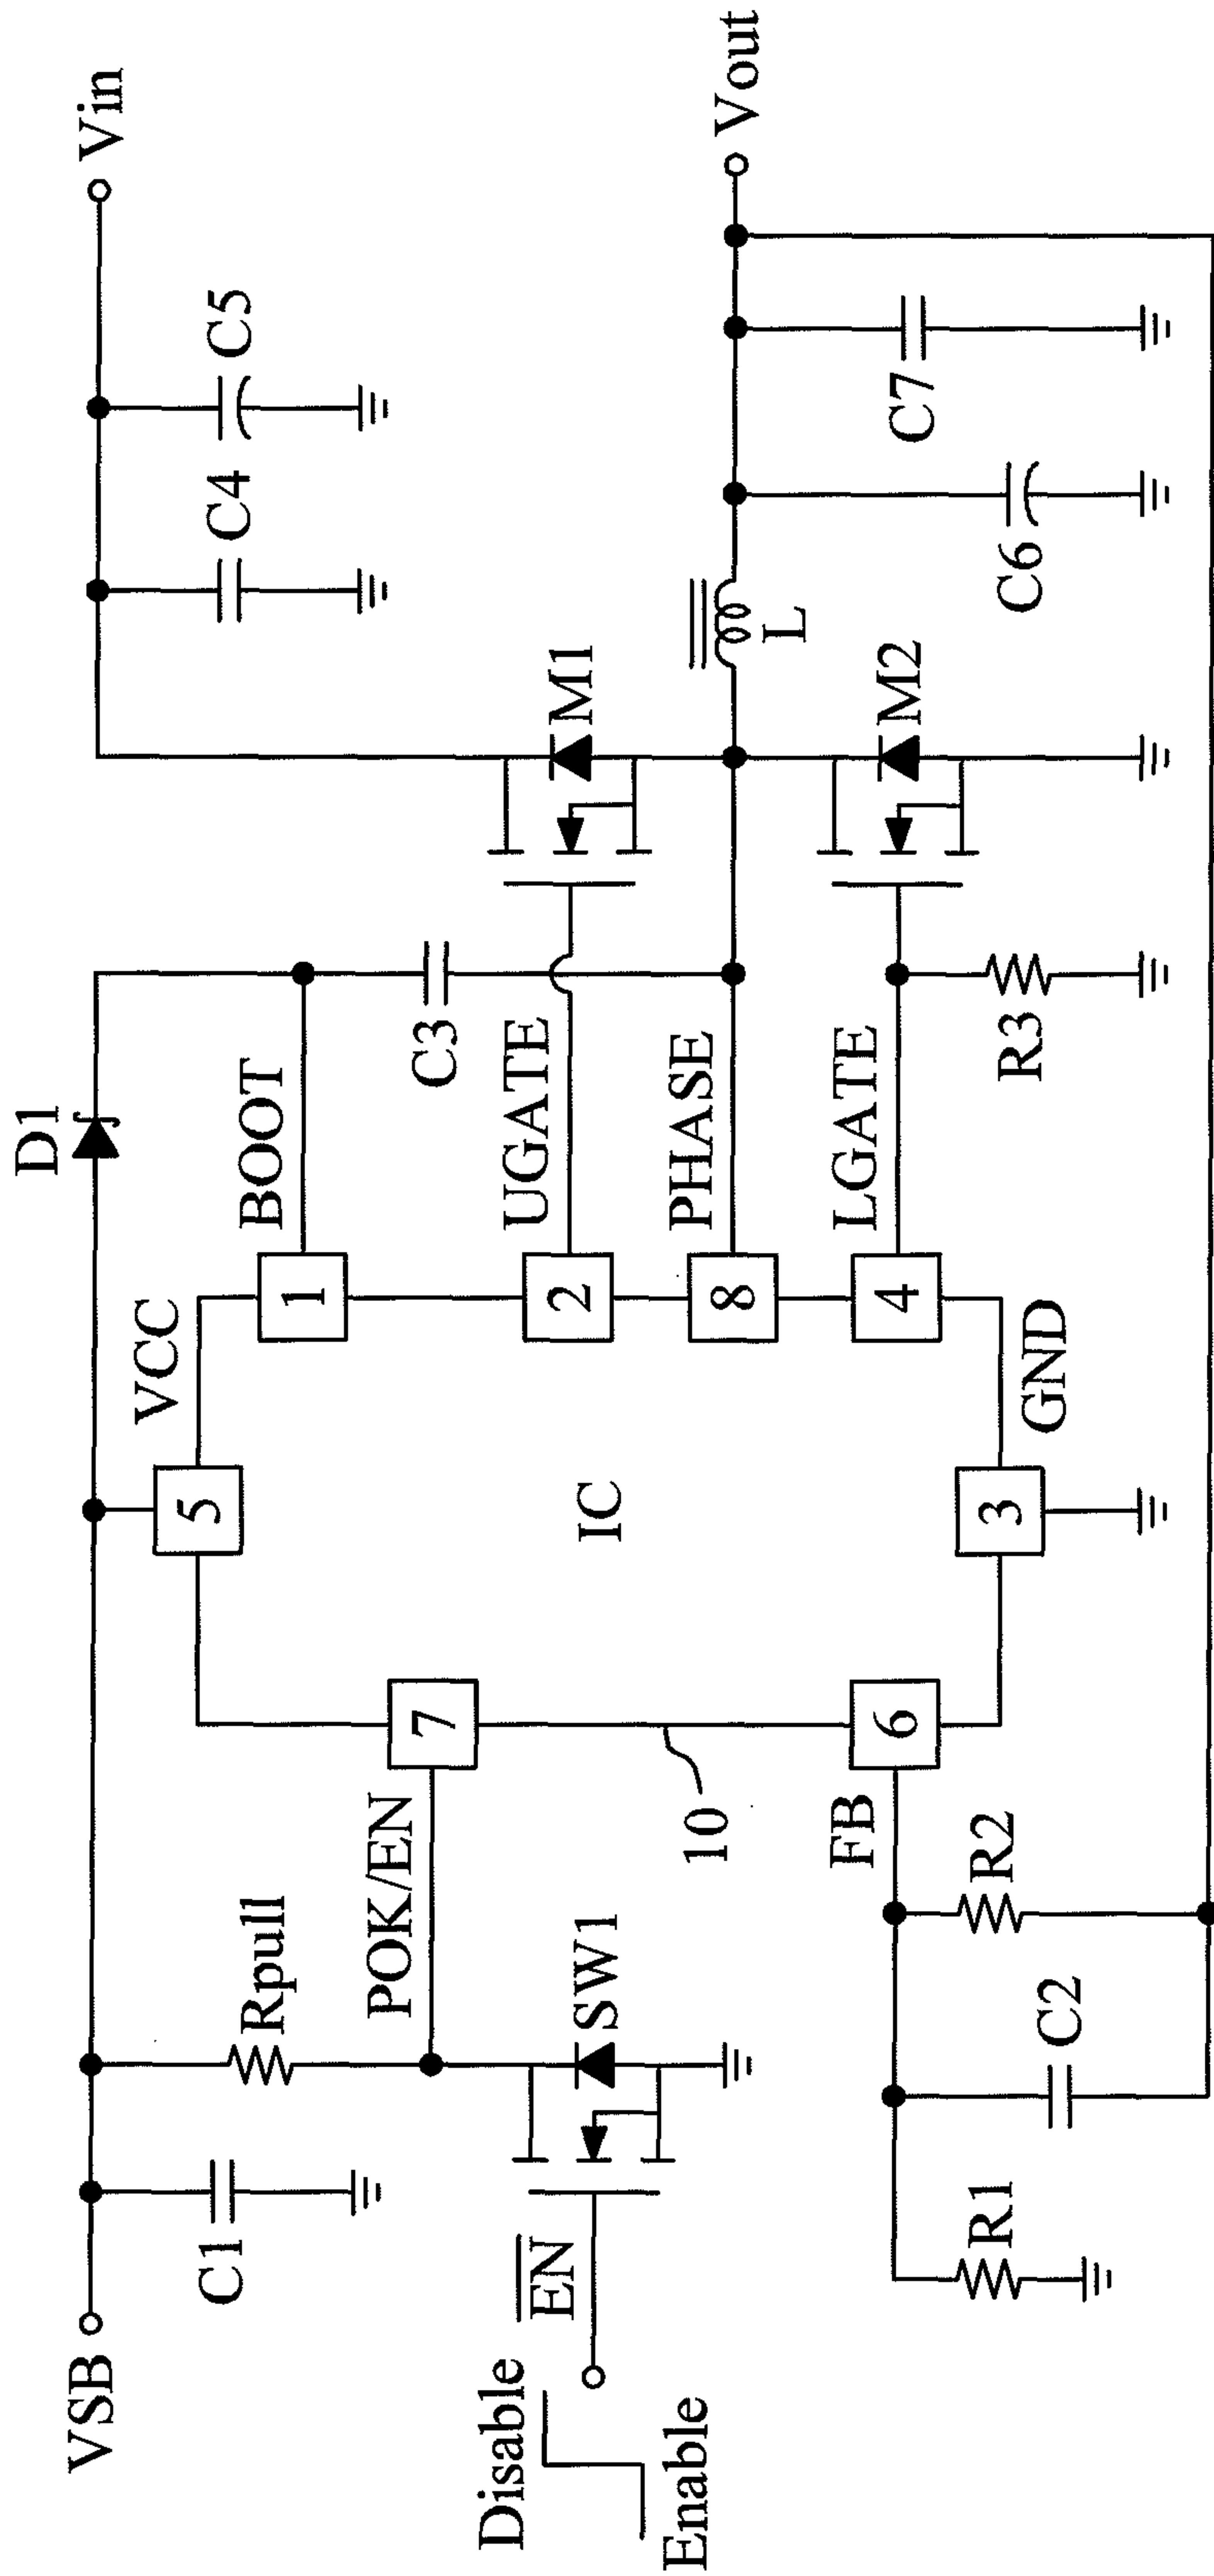 VSB
C1
Rpull
D1
Vin
C4
C5
VCC
5
BOOT
1
C3
POK/EN
7
Disable
Enable
EN
SW1
IC
10
UGATE
2
M1
PHASE
8
L
Vout
LGATE
4
M2
R3
C6
C7
FB
6
GND
3
R1
C2
R2